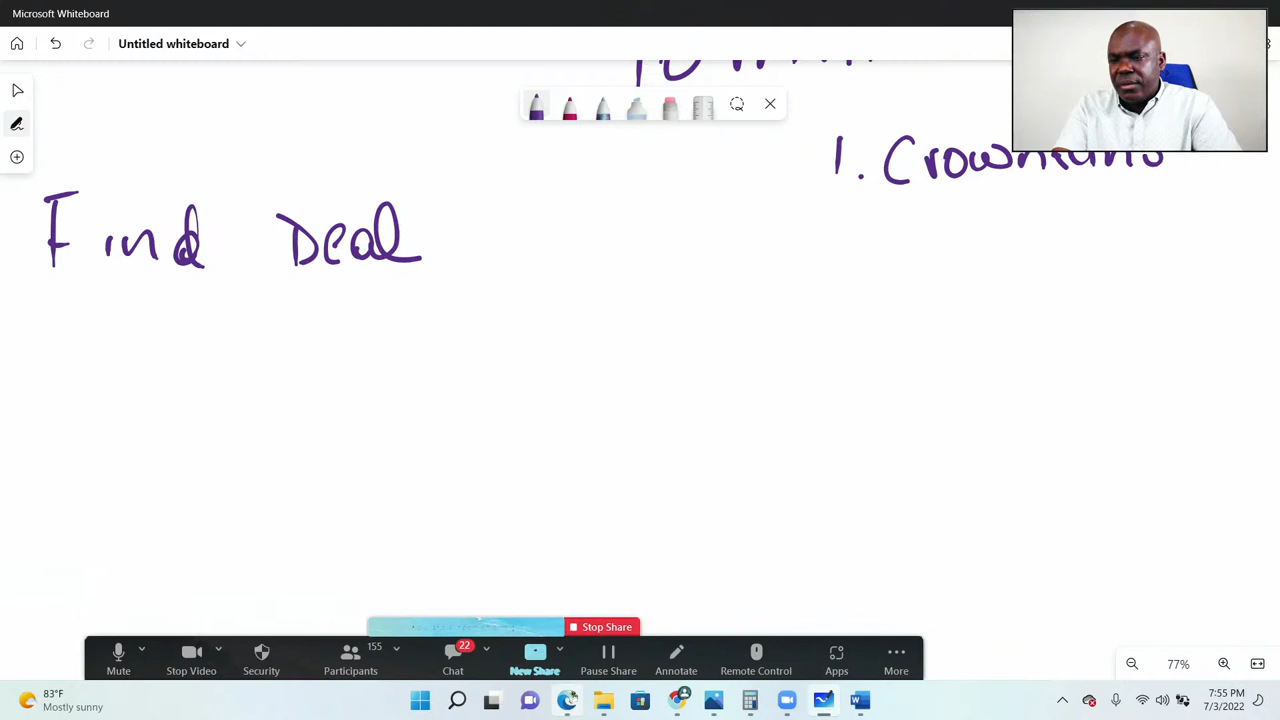 Microsoft Whiteboard
Untitled whiteboard
1. Crown
Find Deal
Stop Share
155
22
Mute
Stop Video
Security
Participants
Chat
New Share
Pause Share
Annotate
Remote Control
Apps
More
77%
83°F
Mostly sunny
7:55 PM
7/3/2022